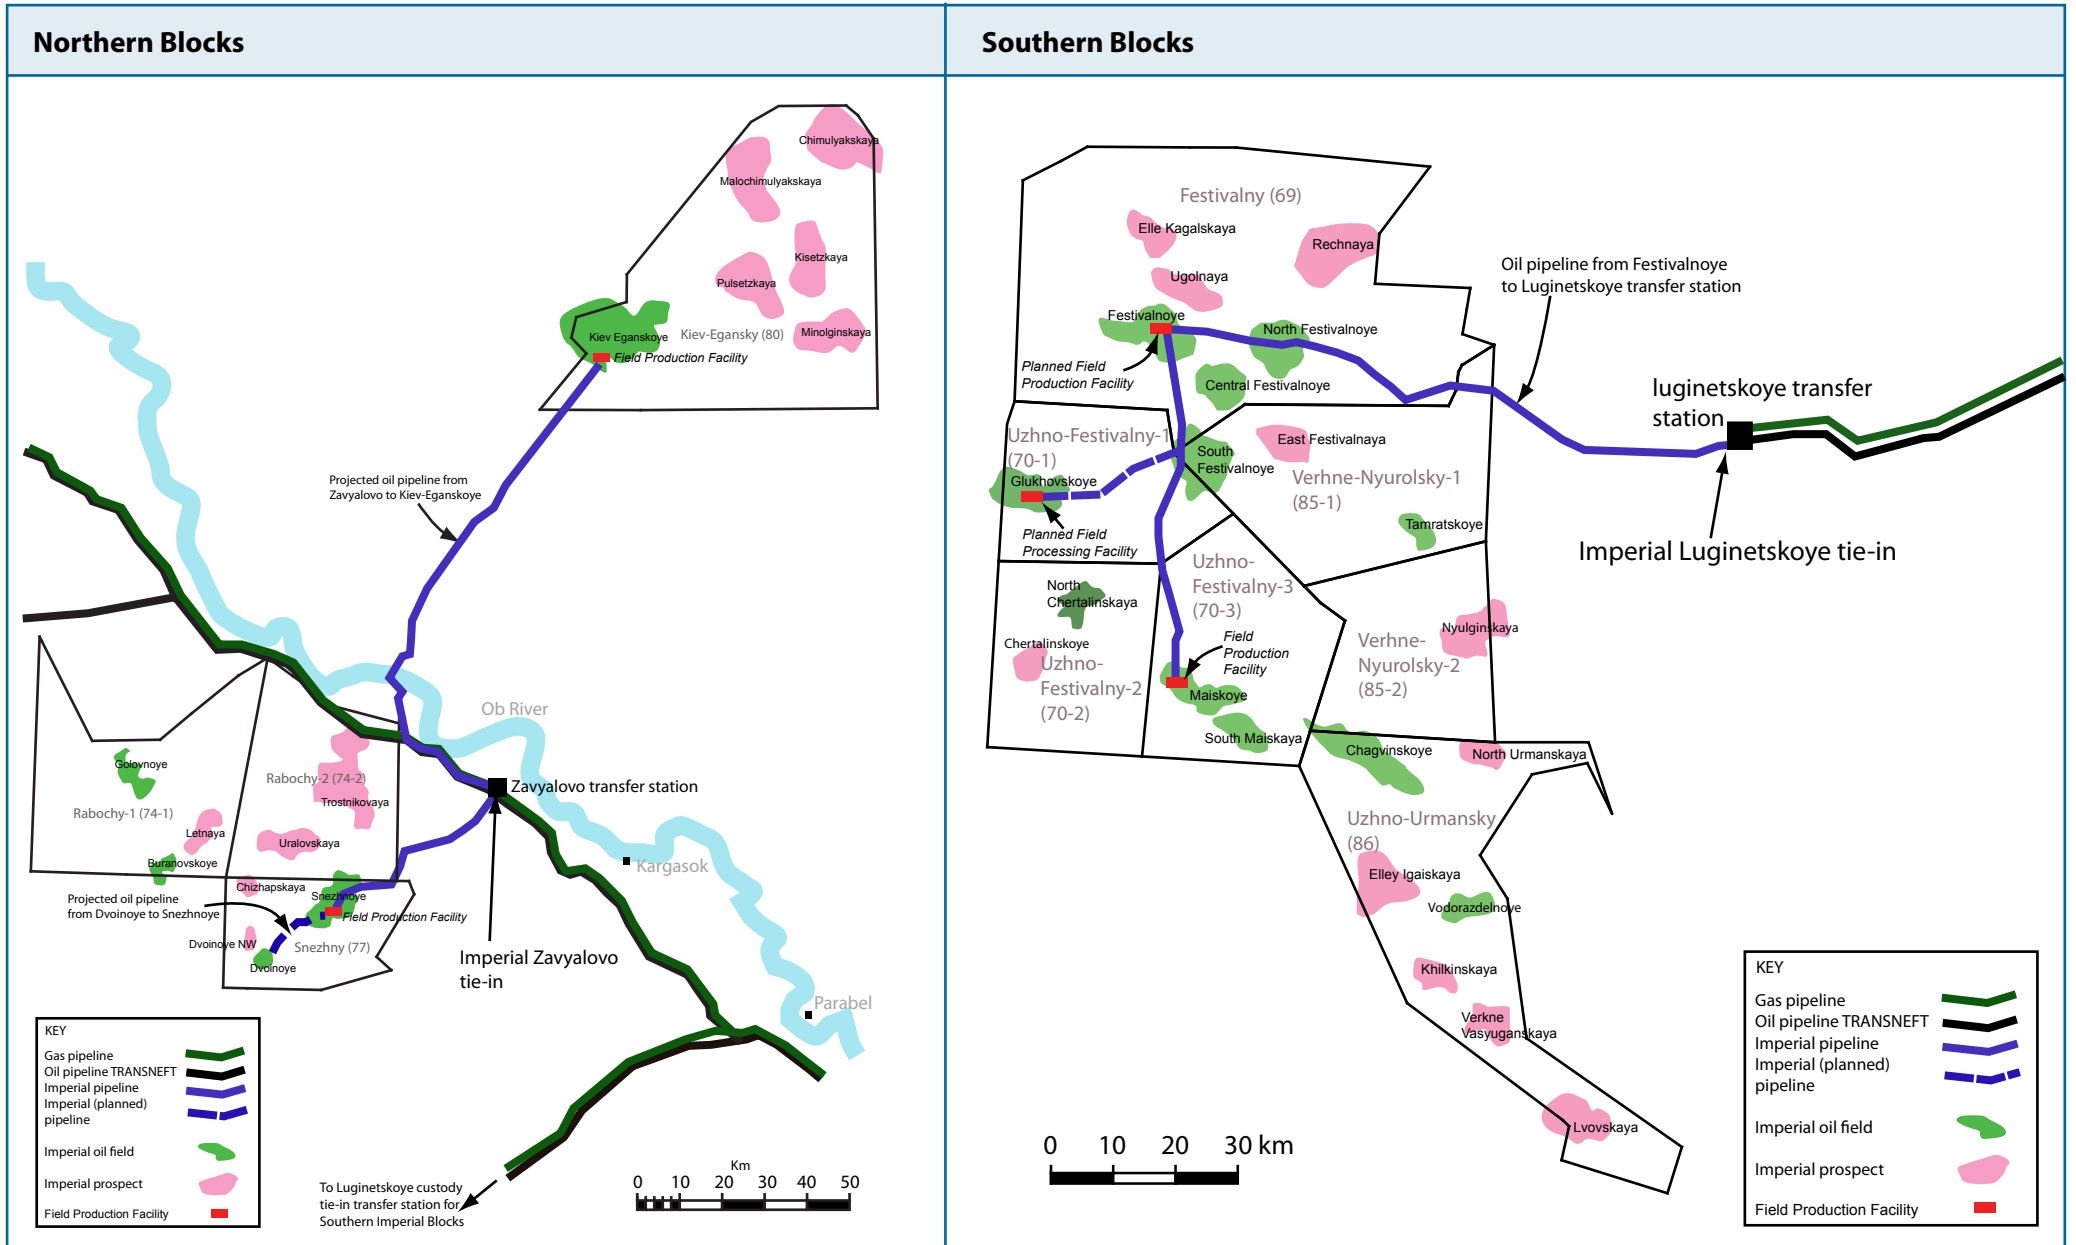 Northern Blocks
Chimulyakskaya
Malochimulyakskaya
Kisetzkaya
Pulsetzkaya
Minolginskaya
Kiev Eganskoye
Kiev-Egansky (80)
Field Production Facility
Projected oil pipeline from
Zavyalovo to Kiev-Eganskoye
Ob River
Golovnoye
Rabochy-2 (74-2)
Trostnikovaya
Rabochy-1 (74-1)
Letnaya
Uralovskaya
Buranovskoye
Zavyalovo transfer station
Kargasok
Chizhapskaya
Snezhnoye
Projected oil pipeline
from Dvoinoye to Snezhnoye
Field Production Facility
Dvoinoye NW
Snezhny (77)
Dvoinoye
Imperial Zavyalovo
tie-in
Parabel
KEY
Gas pipeline
Oil pipeline TRANSNEFT
Imperial pipeline
Imperial (planned)
pipeline
Imperial oil field
Imperial prospect
Field Production Facility
To Luginetskoye custody
tie-in transfer station for
Southern Imperial Blocks
Km
0 10 20 30 40 50
Southern Blocks
Festivalny (69)
Elle Kagalskaya
Rechnaya
Ugolnaya
Oil pipeline from Festivalnoye
to Luginetskoye transfer station
Festivalnoye
North Festivalnoye
Planned Field
Production Facility
Central Festivalnoye
luginetskoye transfer
station
Uzhno-Festivalny-1
(70-1)
East Festivalnaya
South
Festivalnoye
Verhne-Nyurolsky-1
(85-1)
Glukhovskoye
Tamratskoye
Planned Field
Processing Facility
Imperial Luginetskoye tie-in
Uzhno-
Festivalny-3
(70-3)
North
Chertalinskaya
Chertalinskoye
Uzhno-
Festivalny-2
(70-2)
Field
Production
Facility
Nyulginskaya
Verhne-
Nyurolsky-2
(85-2)
Maiskoye
South Maiskaya
Chagvinskoye
North Urmanskaya
Uzhno-Urmansky
(86)
Elley Igaiskaya
Vodorazdelnoye
Khilkinskaya
Verkne
Vasyuganskaya
Lvovskaya
0 10 20 30 km
KEY
Gas pipeline
Oil pipeline TRANSNEFT
Imperial pipeline
Imperial (planned)
pipeline
Imperial oil field
Imperial prospect
Field Production Facility